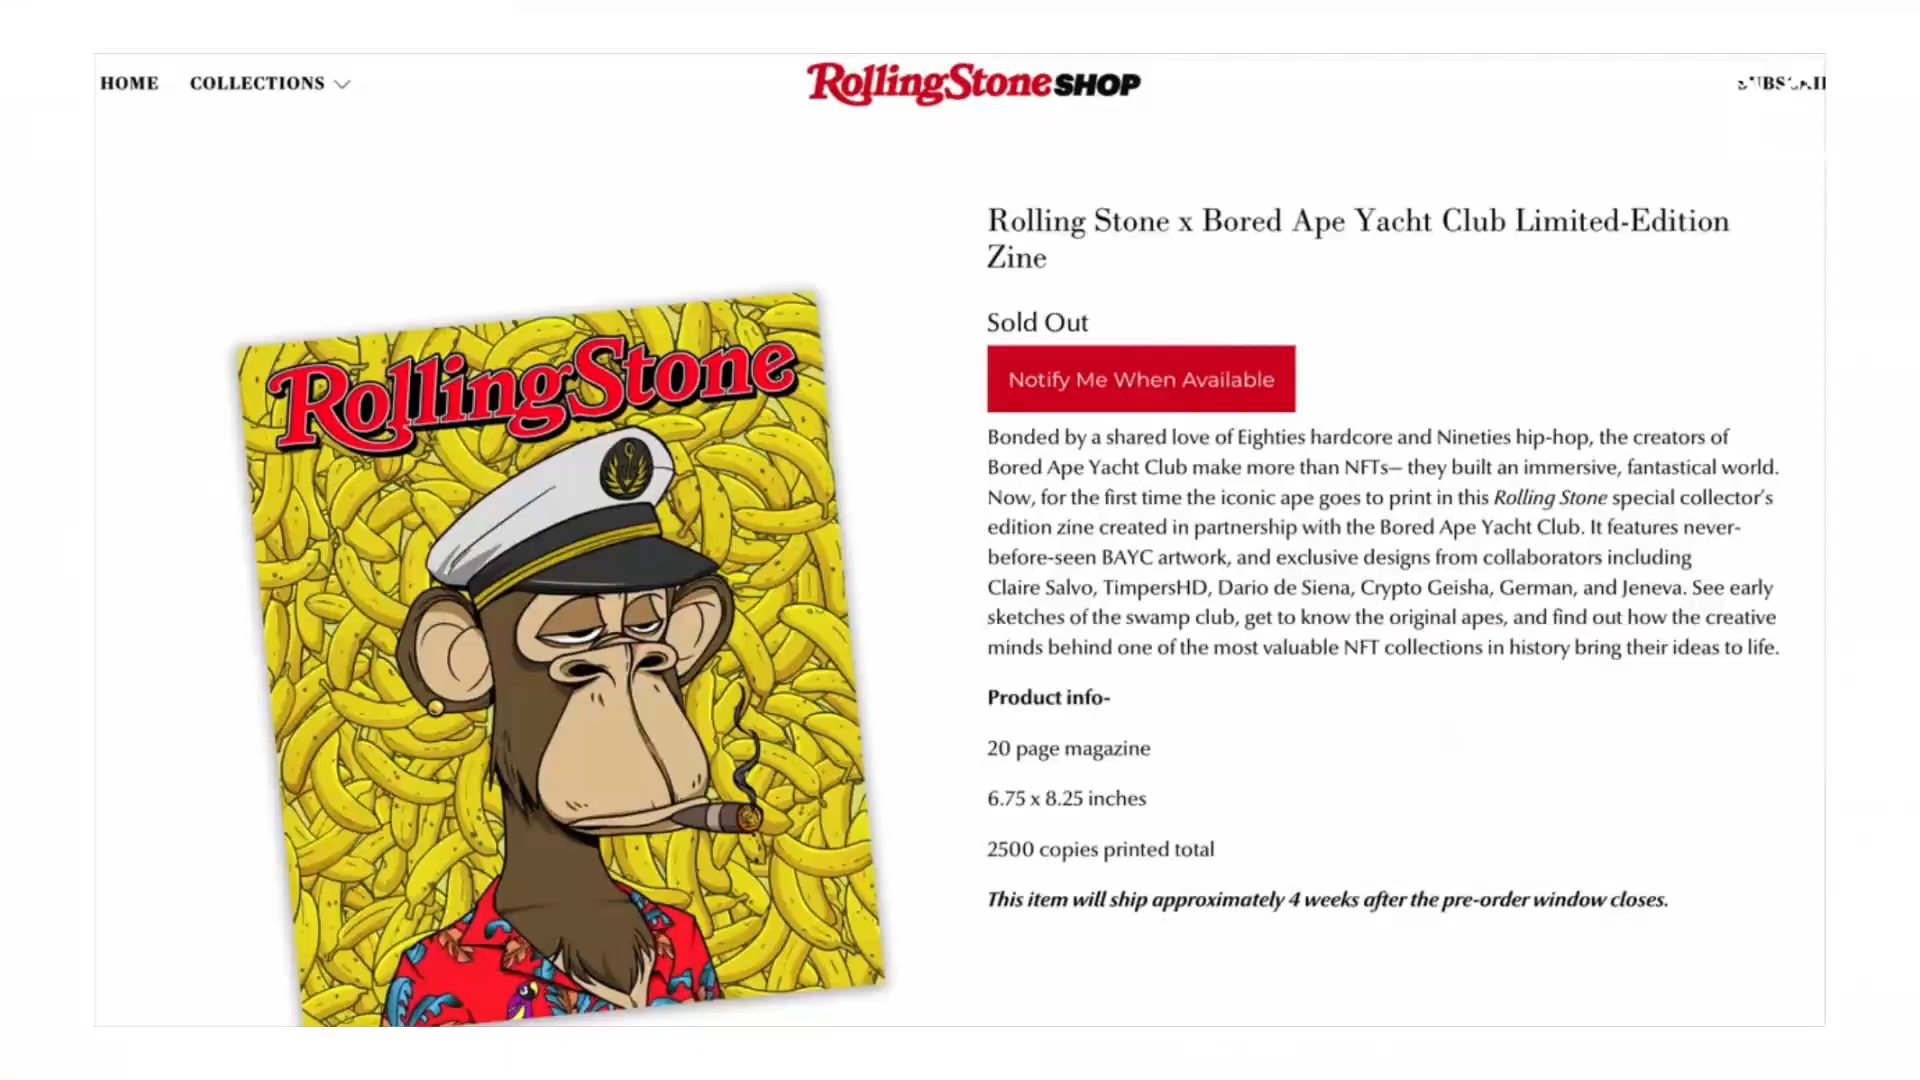 HOME COLLECTIONS
RollingStone SHOP
Rolling Stone x Bored Ape Yacht Club Limited-Edition
Zine
Sold Out
Notify Me When Available
Bonded by a shared love of Eighties hardcore and Nineties hip-hop, the creators of
Bored Ape Yacht Club make more than NFTs— they built an immersive, fantastical world.
Now, for the first time the iconic ape goes to print in this Rolling Stone special collector's
edition zine created in partnership with the Bored Ape Yacht Club. It features never-
before-seen BAYC artwork, and exclusive designs from collaborators including
Claire Salvo, TimpersHD, Dario de Siena, Crypto Geisha, German, and Jeneva. See early
sketches of the swamp club, get to know the original apes, and find out how the creative
minds behind one of the most valuable NFT collections in history bring their ideas to life.
Product info-
20 page magazine
6.75 x 8.25 inches
2500 copies printed total
This item will ship approximately 4 weeks after the pre-order window closes.
RollingStone